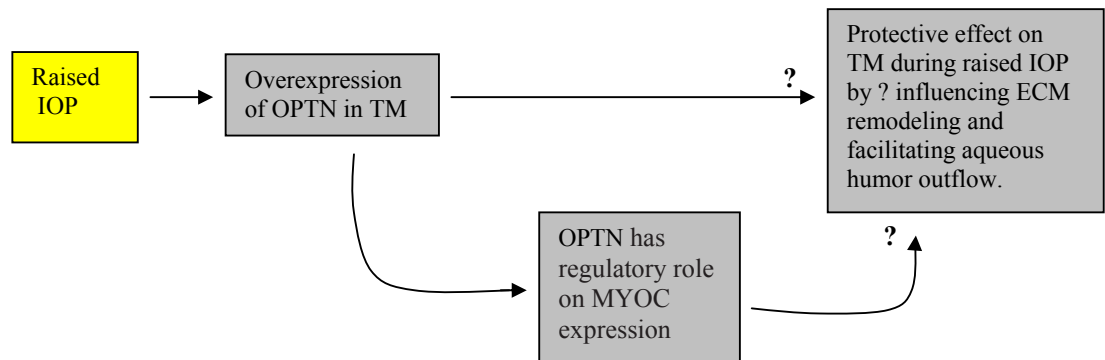 Raised
IOP
Overexpression
of OPTN in TM
?
Protective effect on
TM during raised IOP
by ? influencing ECM
remodeling and
facilitating aqueous
humor outflow.
OPTN has
regulatory role
on MYOC
expression
?